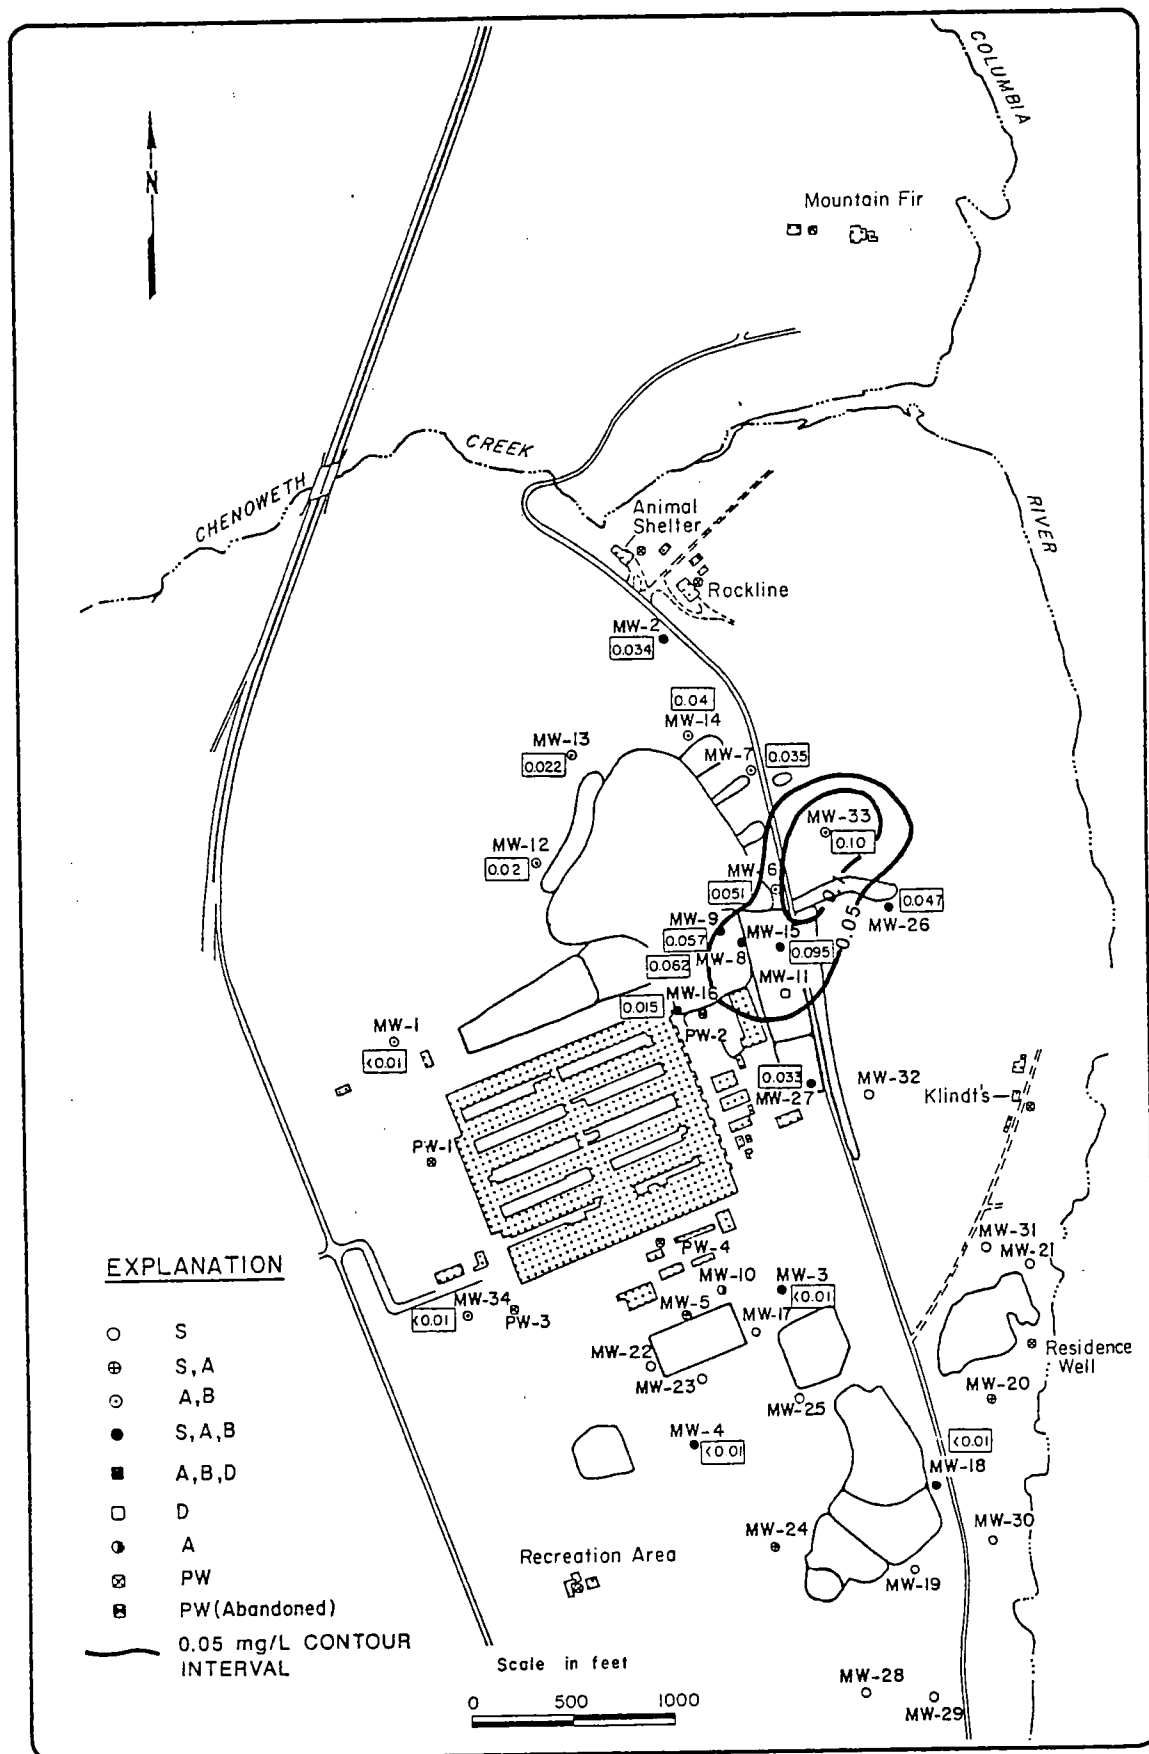 COLUMBIA
N
Mountain Fir
CREEK
CHENOWETH
RIVER
Animal
Shelter
Rockline
MW-2
0.034
0.04
MW-14
MW-13
0.022
MW-7
0.035
MW-33
0.10
MW-12
0.02
MW-6
0051
0.1
0.05
0.047
MW-26
MW-9
0.057
MW-15
0.095
0.062
MW-8
MW-11
0.015
MW-16
PW-2
MW-1
<0.01
0.033
MW-27
MW-32
Klindt's
PW-1
MW-31
MW-21
PW-4
EXPLANATION
MW-10
MW-3
<0.01
MW-34
<0.01
PW-3
MW-5
MW-17
Residence
Well
MW-22
MW-23
MW-25
MW-20
S
S,A
A,B
S,A,B
A,B,D
D
A
PW
PW (Abandoned)
0.05 mg/L CONTOUR
INTERVAL
MW-4
<0.01
<0.01
MW-18
MW-24
MW-30
Recreation Area
MW-19
Scale in feet
0 500 1000
MW-28
MW-29